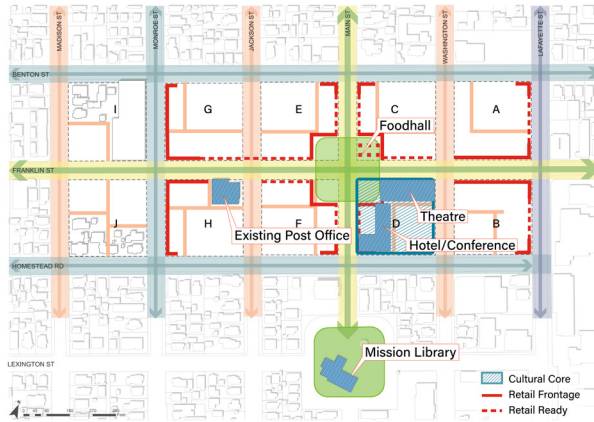 MADISON ST
MONROE ST
JACKSON ST
MAIN ST
WASHINGTON ST
LAFAYETTE ST
BENTON ST
I
G
E
C
A
Foodhall
FRANKLIN ST
J
H
F
D
B
Theatre
Existing Post Office
Hotel/Conference
HOMESTEAD RD
Mission Library
LEXINGTON ST
Cultural Core
Retail Frontage
Retail Ready